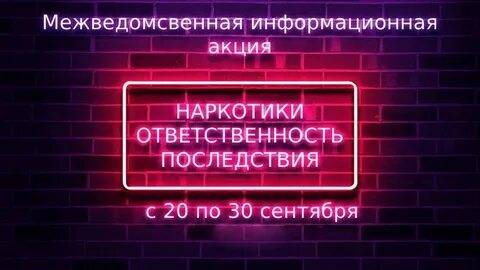 Межведомсвенная информационная
акция
НАРКОТИКИ
ОТВЕТСТВЕННОСТЬ
ПОСЛЕДСТВИЯ
с 20 по 30 сентября